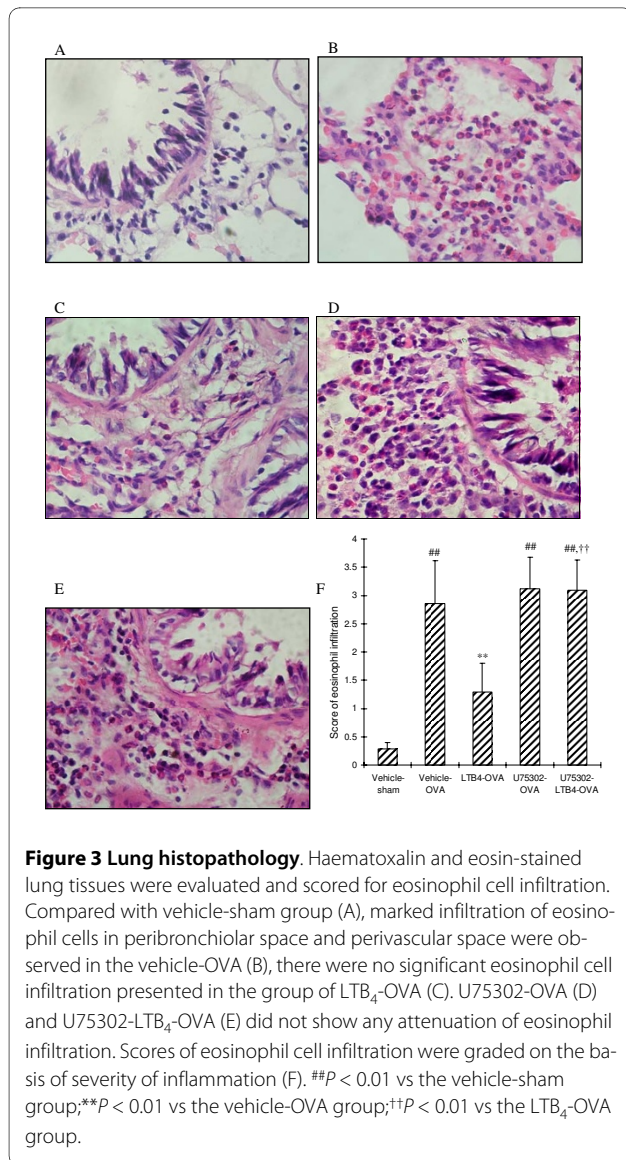 A
B
C
D
E
F
Score of eosinophil infiltration
4
3.5
3
2.5
2
1.5
1
0.5
0
##
**
##
##,††
Vehicle-
sham
Vehicle-
OVA
LTB4-OVA
U75302-
OVA
U75302-
LTB4-OVA
Figure 3 Lung histopathology. Haematoxalin and eosin-stained
lung tissues were evaluated and scored for eosinophil cell infiltration.
Compared with vehicle-sham group (A), marked infiltration of eosino-
phil cells in peribronchiolar space and perivascular space were ob-
served in the vehicle-OVA (B), there were no significant eosinophil cell
infiltration presented in the group of LTB₄-OVA (C). U75302-OVA (D)
and U75302-LTB₄-OVA (E) did not show any attenuation of eosinophil
infiltration. Scores of eosinophil cell infiltration were graded on the ba-
sis of severity of inflammation (F). ##P < 0.01 vs the vehicle-sham
group;**P < 0.01 vs the vehicle-OVA group;††P < 0.01 vs the LTB₄-OVA
group.